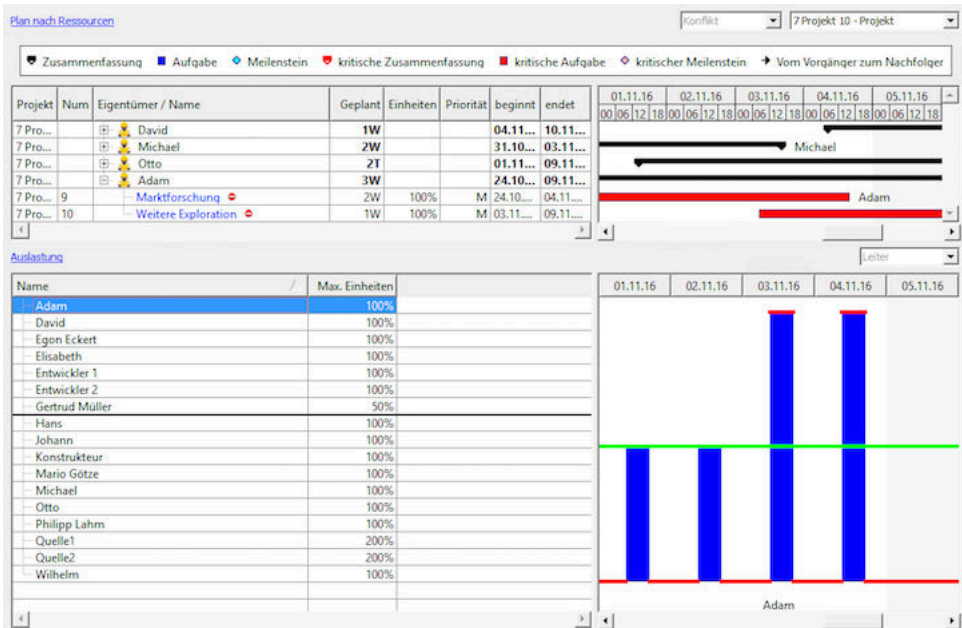 Plan nach Ressourcen Konflikt 7 Projekt 10 - Projekt
Zusammenfassung Aufgabe Meilenstein kritische Zusammenfassung kritische Aufgabe kritischer Meilenstein Vom Vorgänger zum Nachfolger
Projekt Num Eigentümer / Name Geplant Einheiten Priorität beginnt endet 01.11.16 02.11.16 03.11.16 04.11.16 05.11.16
00 06 12 18 00 06 12 18 00 06 12 18 00 06 12 18 00 06 12 18
7 Pro... David 1W 04.11... 10.11...
7 Pro... Michael 2W 31.10... 03.11... Michael
7 Pro... Otto 2T 01.11... 09.11...
7 Pro... Adam 3W 24.10... 09.11...
7 Pro... 9 Marktforschung 2W 100% M 24.10.... 04.11.... Adam
7 Pro... 10 Weitere Exploration 1W 100% M 03.11.... 09.11....
Auslastung Leiter
Name Max. Einheiten 01.11.16 02.11.16 03.11.16 04.11.16 05.11.16
Adam 100%
David 100%
Egon Eckert 100%
Elisabeth 100%
Entwickler 1 100%
Entwickler 2 100%
Gertrud Müller 50%
Hans 100%
Johann 100%
Konstrukteur 100%
Mario Götze 100%
Michael 100%
Otto 100%
Philipp Lahm 100%
Quelle1 200%
Quelle2 200%
Wilhelm 100%
Adam